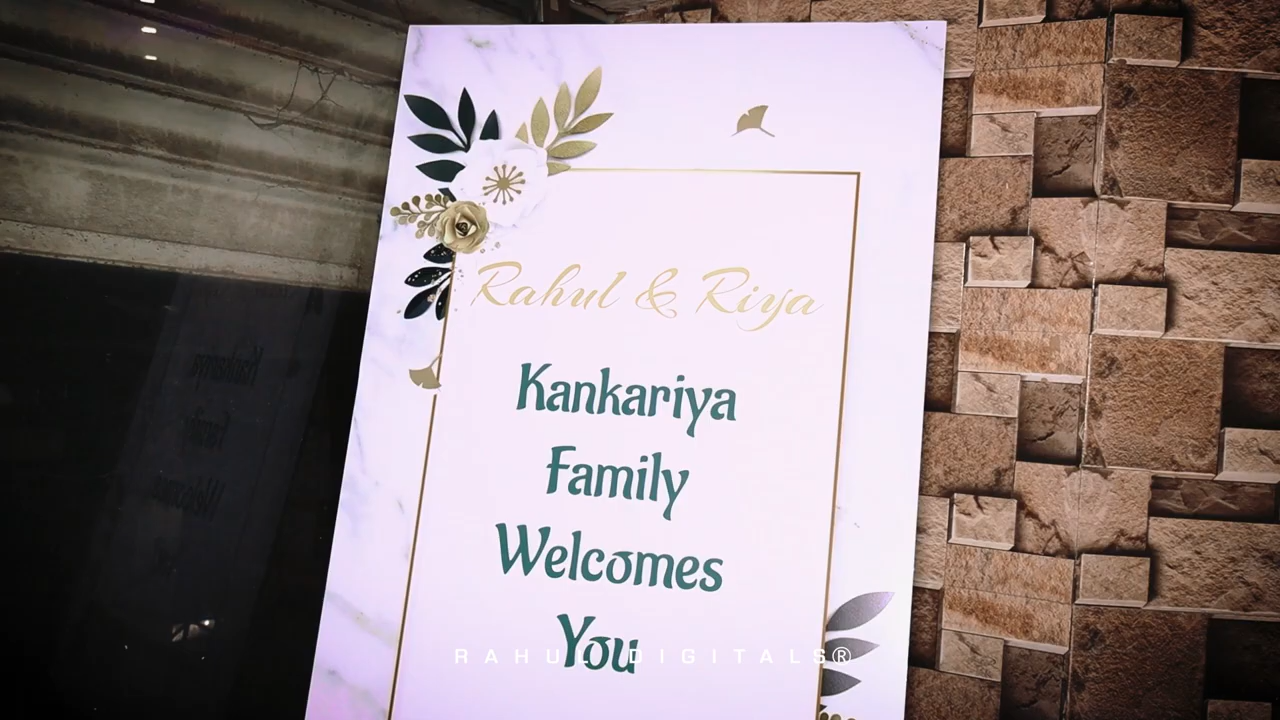 Rahul & Riya
Kankariya
Family
Welcomes
You
RAHUL DIGITALS®